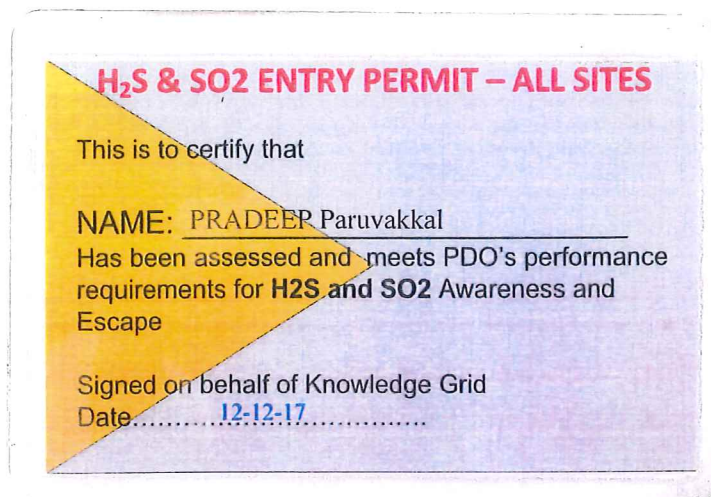 H₂S & SO2 ENTRY PERMIT – ALL SITES
This is to certify that
NAME: PRADEEP Paruvakkal
Has been assessed and meets PDO's performance
requirements for H2S and SO2 Awareness and
Escape
Signed on behalf of Knowledge Grid
Date......12-12-17..................